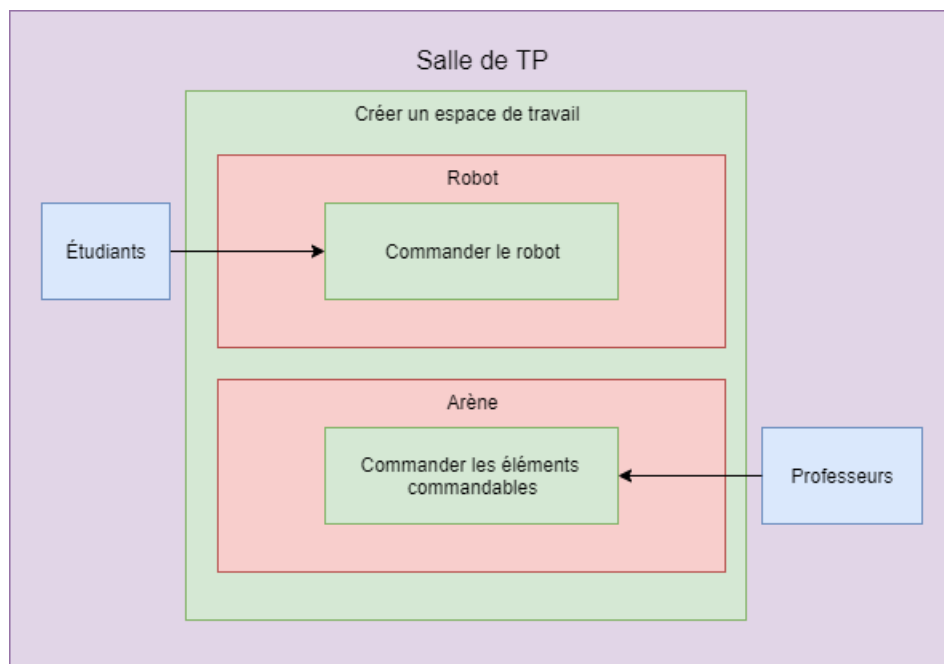 Salle de TP
Créer un espace de travail
Robot
Étudiants
Commander le robot
Arène
Commander les éléments
commandables
Professeurs